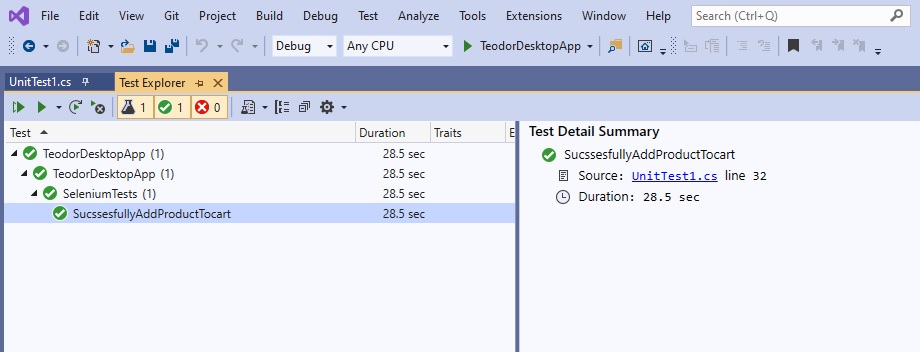 File Edit View Git Project Build Debug Test Analyze Tools Extensions Window Help Search (Ctrl+Q)
Debug Any CPU TeodorDesktopApp
UnitTest1.cs Test Explorer
1 1 0
Test Duration Traits E
TeodorDesktopApp (1) 28.5 sec
TeodorDesktopApp (1) 28.5 sec
SeleniumTests (1) 28.5 sec
SucssesfullyAddProductTocart 28.5 sec
Test Detail Summary
SucssesfullyAddProductTocart
Source: UnitTest1.cs line 32
Duration: 28.5 sec